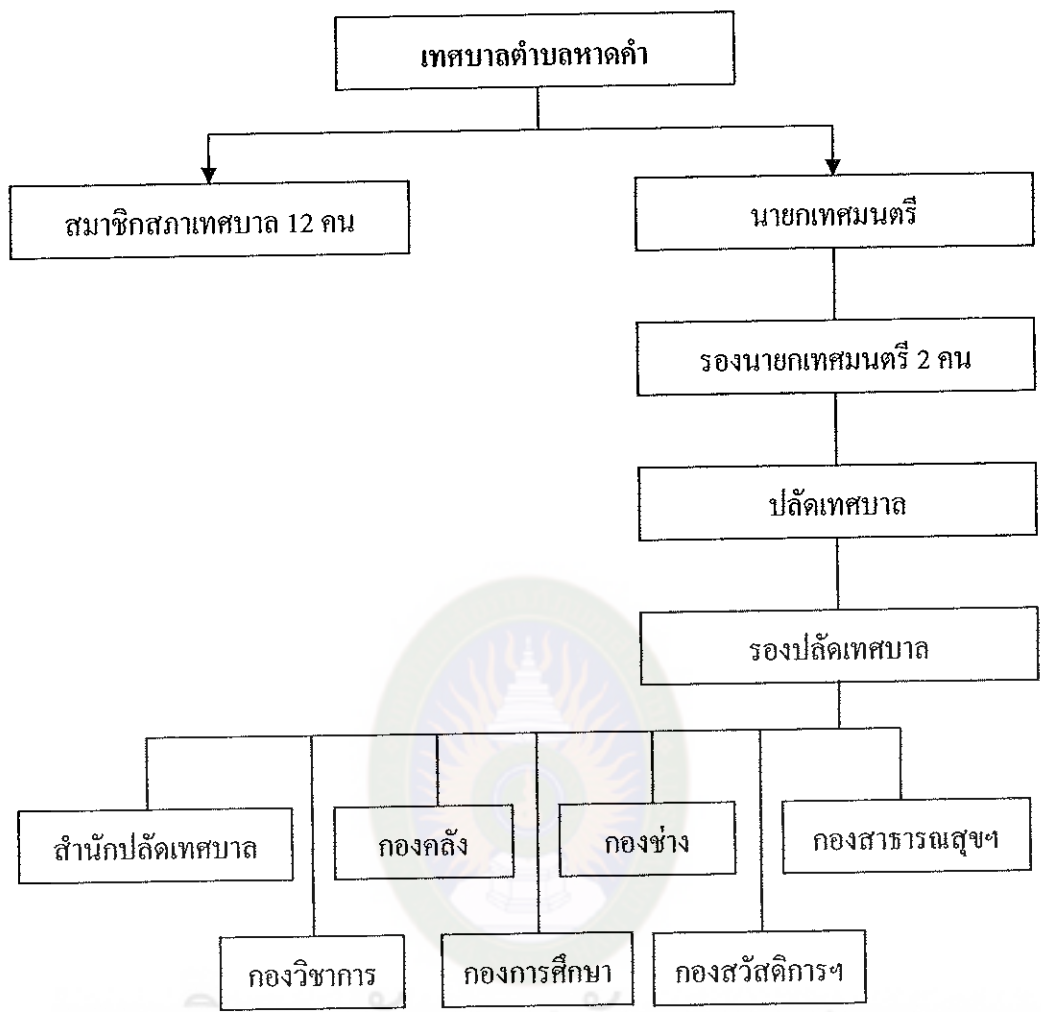 เทศบาลตำบลหาดคำ
สมาชิกสภาเทศบาล 12 คน
นายกเทศมนตรี
รองนายกเทศมนตรี 2 คน
ปลัดเทศบาล
รองปลัดเทศบาล
สำนักปลัดเทศบาล
กองคลัง
กองช่าง
กองสาธารณสุขฯ
กองวิชาการ
กองการศึกษา
กองสวัสดิการฯ